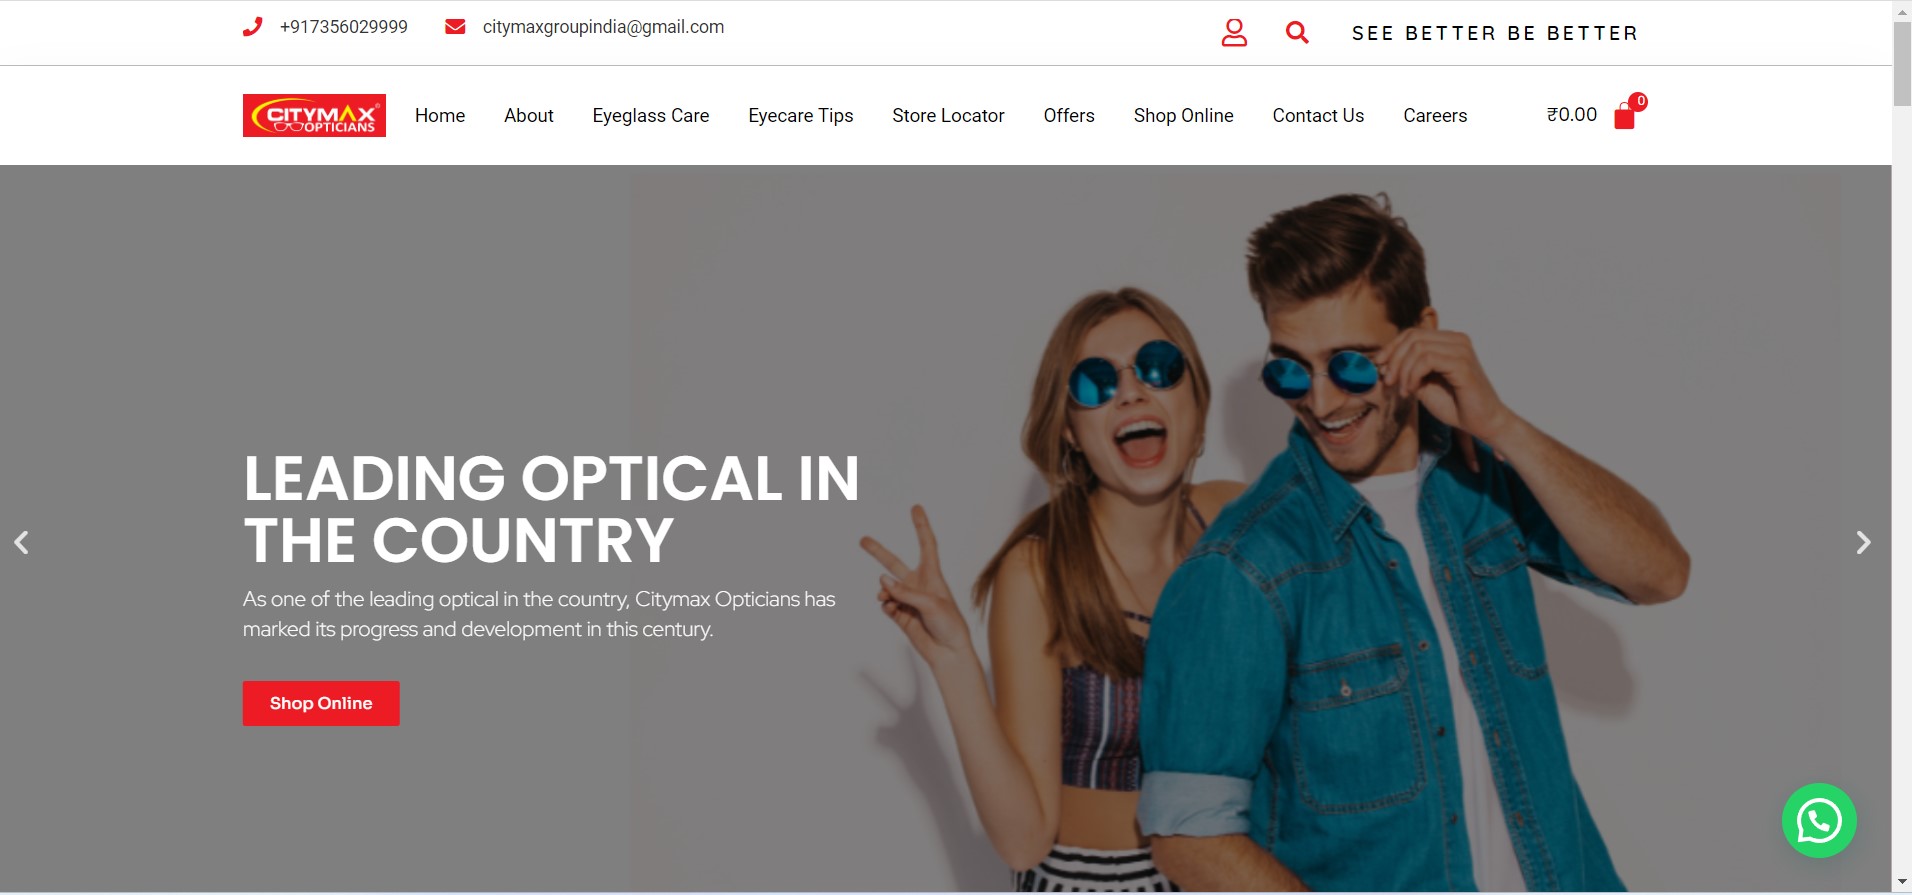 +917356029999 citymaxgroupindia@gmail.com SEE BETTER BE BETTER
CITYMAX®
OPTICIANS
Home About Eyeglass Care Eyecare Tips Store Locator Offers Shop Online Contact Us Careers ₹0.00 0
LEADING OPTICAL IN
THE COUNTRY
As one of the leading optical in the country, Citymax Opticians has
marked its progress and development in this century.
Shop Online